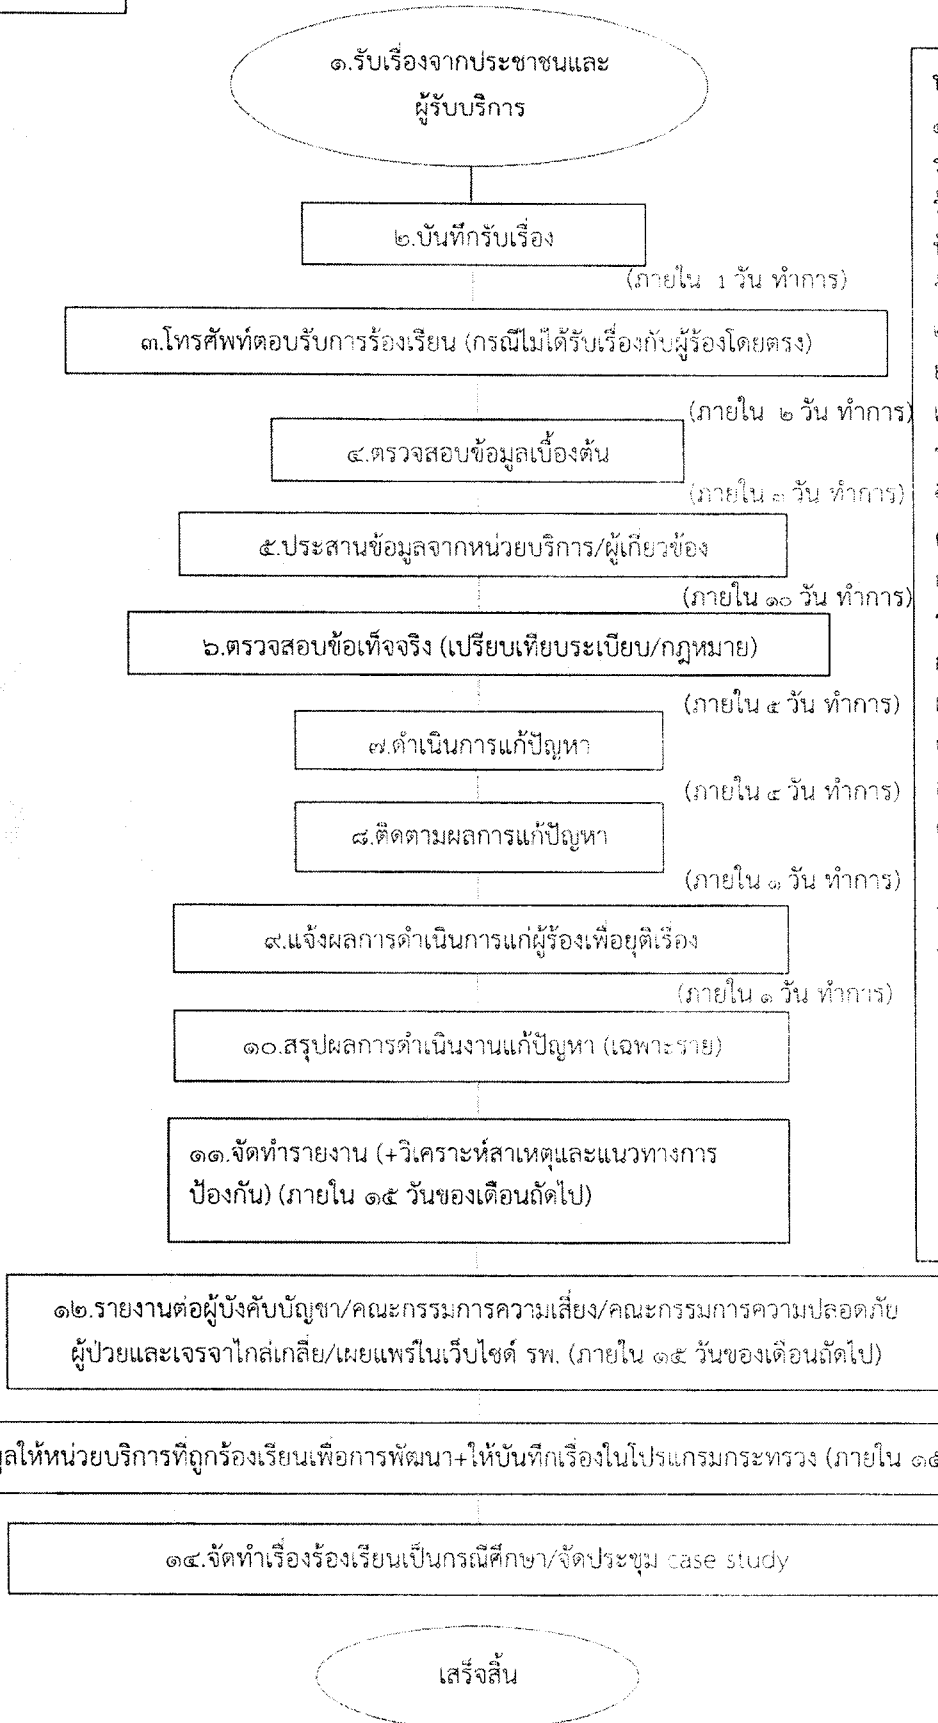 ๑.รับเรื่องจากประชาชนและ
ผู้รับบริการ
๒.บันทึกรับเรื่อง
(ภายใน 1 วัน ทำการ)
๓.โทรศัพท์ตอบรับการร้องเรียน (กรณีไม่ได้รับเรื่องกับผู้ร้องโดยตรง)
(ภายใน ๒ วัน ทำการ)
๔.ตรวจสอบข้อมูลเบื้องต้น
(ภายใน ๓ วัน ทำการ)
๕.ประสานข้อมูลจากหน่วยบริการ/ผู้เกี่ยวข้อง
(ภายใน ๑๐ วัน ทำการ)
๖.ตรวจสอบข้อเท็จจริง (เปรียบเทียบระเบียบ/กฎหมาย)
(ภายใน ๕ วัน ทำการ)
๗.ดำเนินการแก้ปัญหา
(ภายใน ๕ วัน ทำการ)
๘.ติดตามผลการแก้ปัญหา
(ภายใน ๑ วัน ทำการ)
๙.แจ้งผลการดำเนินการแก่ผู้ร้องเพื่อยุติเรื่อง
(ภายใน ๑ วัน ทำการ)
๑๐.สรุปผลการดำเนินงานแก้ปัญหา (เฉพาะราย)
๑๑.จัดทำรายงาน (+วิเคราะห์สาเหตุและแนวทางการ
ป้องกัน) (ภายใน ๑๕ วันของเดือนถัดไป)
๑๒.รายงานต่อผู้บังคับบัญชา/คณะกรรมการความเสี่ยง/คณะกรรมการความปลอดภัย
ผู้ป่วยและเจรจาไกล่เกลี่ย/เผยแพร่ในเว็บไซด์ รพ. (ภายใน ๑๕ วันของเดือนถัดไป)
มูลให้หน่วยบริการที่ถูกร้องเรียนเพื่อการพัฒนา+ให้บันทึกเรื่องในโปรแกรมกระทรวง (ภายใน ๑๕
๑๔.จัดทำเรื่องร้องเรียนเป็นกรณีศึกษา/จัดประชุม case study
เสร็จสิ้น